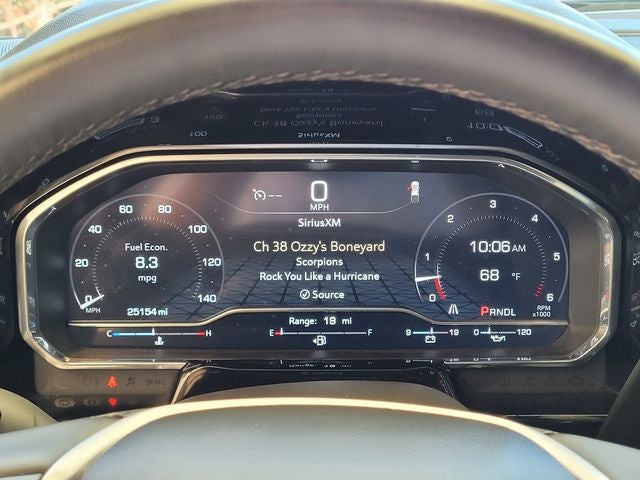 0
MPH
SiriusXM
Ch 38 Ozzy's Boneyard
Scorpions
Rock You Like a Hurricane
Source
0
20
40
60
80
100
120
140
MPH
Fuel Econ.
8.3
mpg
25154 mi
0
1
2
3
4
5
6
RPM
x1000
10:06 AM
68 °F
PRNDL
Range: 19 mi
C H
E F
9 19
0 120
BRAKE